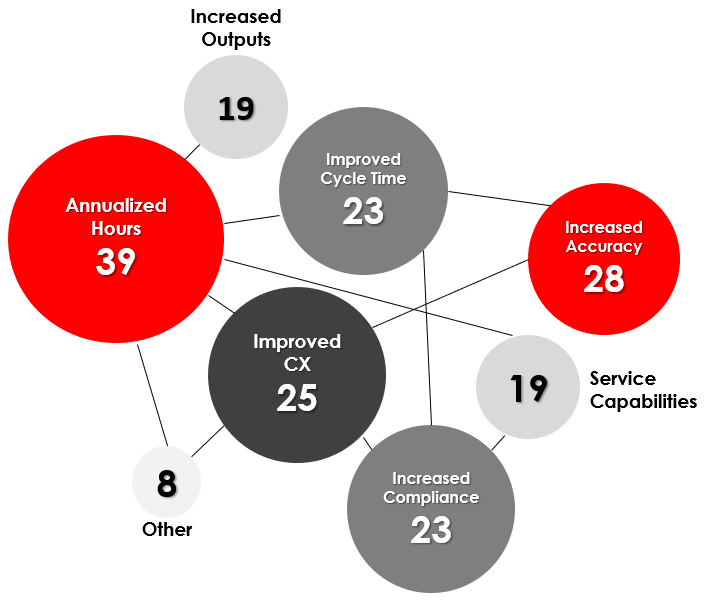 Increased
Outputs
19
Improved
Cycle Time
23
Annualized
Hours
39
Increased
Accuracy
28
Improved
CX
25
19
Service
Capabilities
8
Other
Increased
Compliance
23